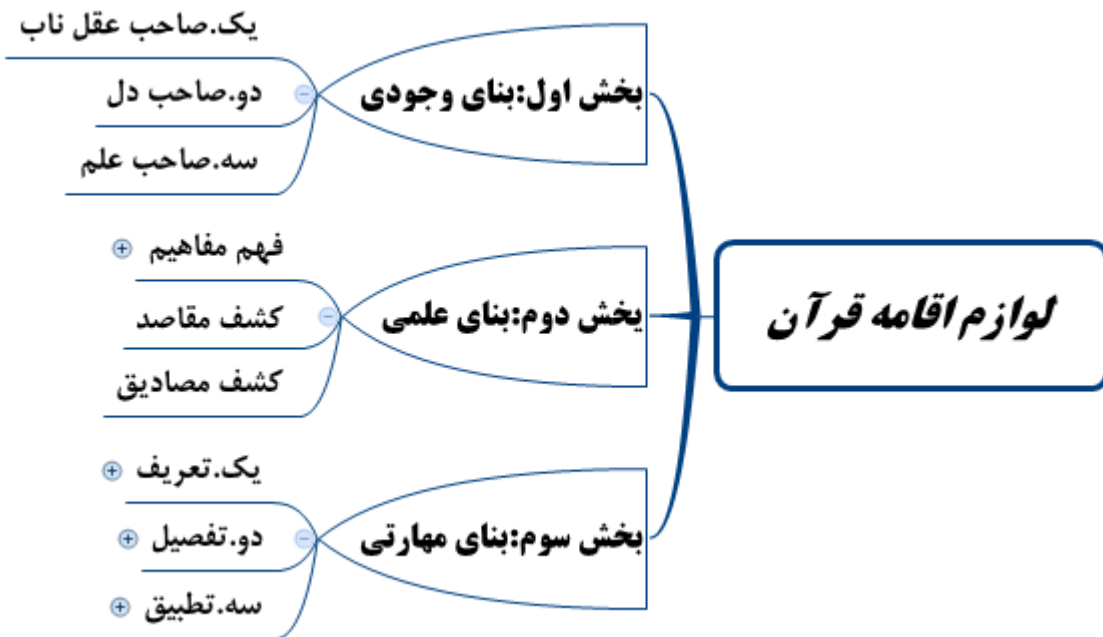 لوازم اقامه قرآن
بخش اول:بنای وجودی
یک.صاحب عقل ناب
دو.صاحب دل
سه.صاحب علم
یخش دوم:بنای علمی
فهم مفاهیم
کشف مقاصد
کشف مصادیق
بخش سوم:بنای مهارتی
یک.تعریف
دو.تفصیل
سه.تطبیق